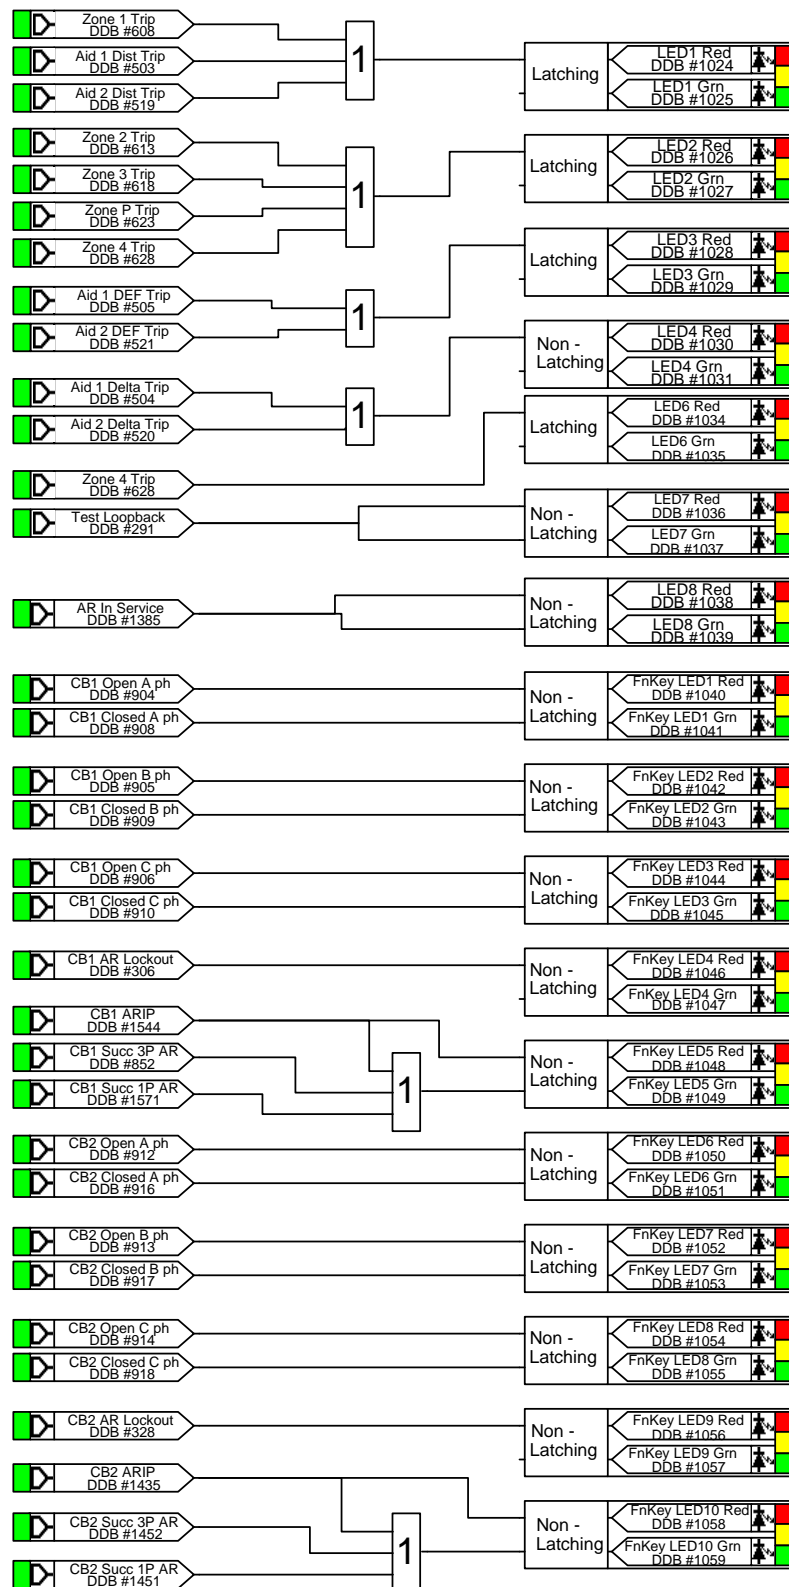 Zone 1 Trip
DDB #608
Aid 1 Dist Trip
DDB #503
Aid 2 Dist Trip
DDB #519
1
Latching
LED1 Red
DDB #1024
LED1 Grn
DDB #1025
Zone 2 Trip
DDB #613
Zone 3 Trip
DDB #618
Zone P Trip
DDB #623
Zone 4 Trip
DDB #628
1
Latching
LED2 Red
DDB #1026
LED2 Grn
DDB #1027
Aid 1 DEF Trip
DDB #505
Aid 2 DEF Trip
DDB #521
1
Latching
LED3 Red
DDB #1028
LED3 Grn
DDB #1029
Aid 1 Delta Trip
DDB #504
Aid 2 Delta Trip
DDB #520
1
Non -
Latching
LED4 Red
DDB #1030
LED4 Grn
DDB #1031
Zone 4 Trip
DDB #628
Latching
LED6 Red
DDB #1034
LED6 Grn
DDB #1035
Test Loopback
DDB #291
Non -
Latching
LED7 Red
DDB #1036
LED7 Grn
DDB #1037
AR In Service
DDB #1385
Non -
Latching
LED8 Red
DDB #1038
LED8 Grn
DDB #1039
CB1 Open A ph
DDB #904
CB1 Closed A ph
DDB #908
Non -
Latching
FnKey LED1 Red
DDB #1040
FnKey LED1 Grn
DDB #1041
CB1 Open B ph
DDB #905
CB1 Closed B ph
DDB #909
Non -
Latching
FnKey LED2 Red
DDB #1042
FnKey LED2 Grn
DDB #1043
CB1 Open C ph
DDB #906
CB1 Closed C ph
DDB #910
Non -
Latching
FnKey LED3 Red
DDB #1044
FnKey LED3 Grn
DDB #1045
CB1 AR Lockout
DDB #306
Non -
Latching
FnKey LED4 Red
DDB #1046
FnKey LED4 Grn
DDB #1047
CB1 ARIP
DDB #1544
CB1 Succ 3P AR
DDB #852
CB1 Succ 1P AR
DDB #1571
1
Non -
Latching
FnKey LED5 Red
DDB #1048
FnKey LED5 Grn
DDB #1049
CB2 Open A ph
DDB #912
CB2 Closed A ph
DDB #916
Non -
Latching
FnKey LED6 Red
DDB #1050
FnKey LED6 Grn
DDB #1051
CB2 Open B ph
DDB #913
CB2 Closed B ph
DDB #917
Non -
Latching
FnKey LED7 Red
DDB #1052
FnKey LED7 Grn
DDB #1053
CB2 Open C ph
DDB #914
CB2 Closed C ph
DDB #918
Non -
Latching
FnKey LED8 Red
DDB #1054
FnKey LED8 Grn
DDB #1055
CB2 AR Lockout
DDB #328
Non -
Latching
FnKey LED9 Red
DDB #1056
FnKey LED9 Grn
DDB #1057
CB2 ARIP
DDB #1435
CB2 Succ 3P AR
DDB #1452
CB2 Succ 1P AR
DDB #1451
1
Non -
Latching
FnKey LED10 Red
DDB #1058
FnKey LED10 Grn
DDB #1059